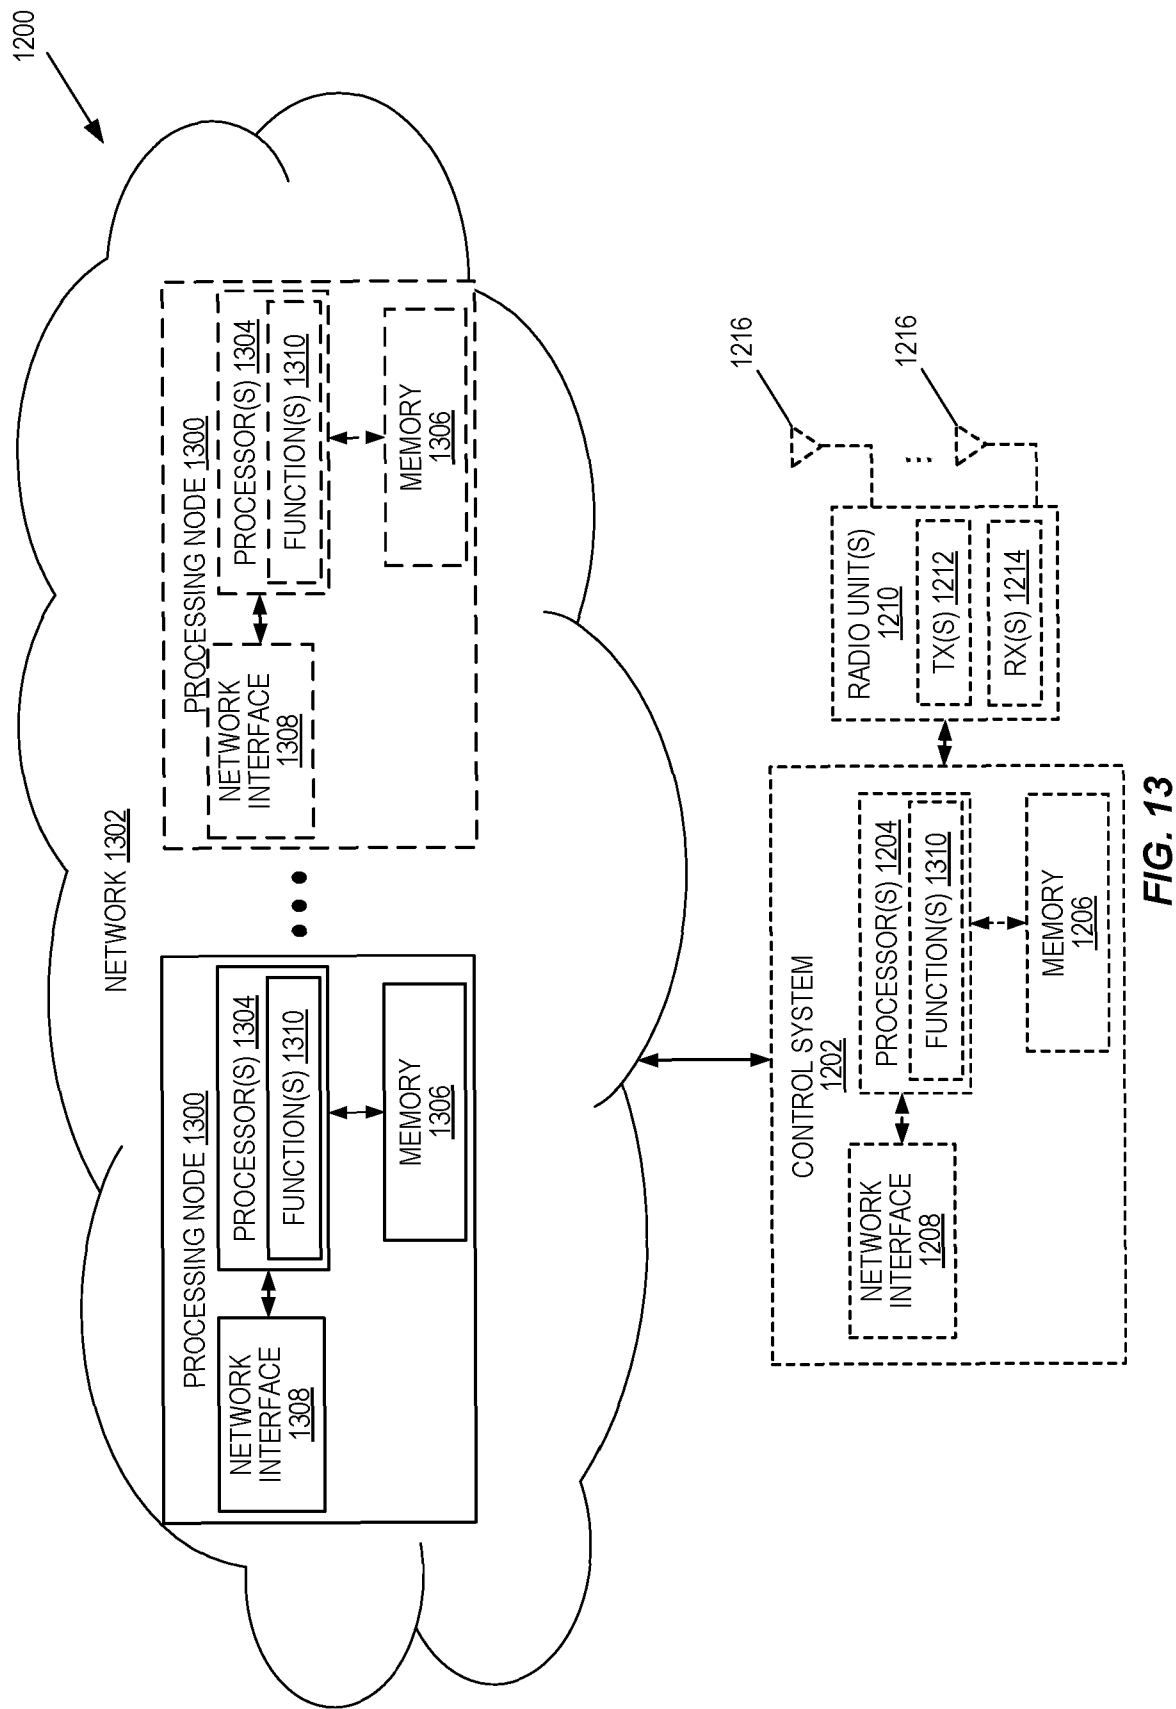 1200
NETWORK 1302
PROCESSING NODE 1300
PROCESSOR(S) 1304
FUNCTION(S) 1310
NETWORK
INTERFACE
1308
MEMORY
1306
PROCESSING NODE 1300
PROCESSOR(S) 1304
FUNCTION(S) 1310
NETWORK
INTERFACE
1308
MEMORY
1306
CONTROL SYSTEM
1202
PROCESSOR(S) 1204
FUNCTION(S) 1310
NETWORK
INTERFACE
1208
MEMORY
1206
RADIO UNIT(S)
1210
TX(S) 1212
RX(S) 1214
1216
...
1216
FIG. 13